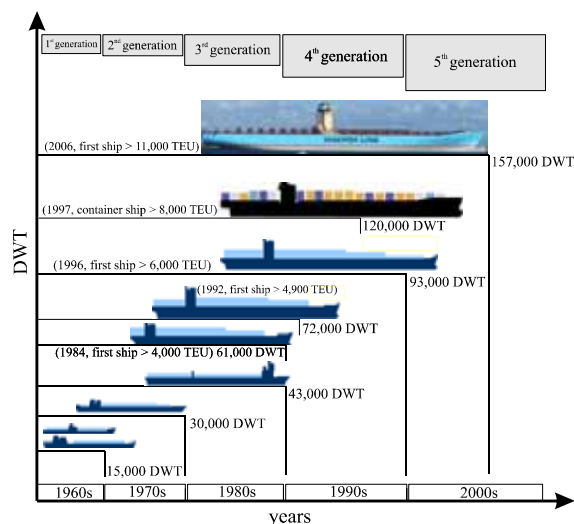 1st generation
2nd generation
3rd generation
4th generation
5th generation
(2006, first ship > 11,000 TEU)
MAERSK LINE
157,000 DWT
(1997, container ship > 8,000 TEU)
120,000 DWT
(1996, first ship > 6,000 TEU)
93,000 DWT
(1992, first ship > 4,900 TEU)
72,000 DWT
(1984, first ship > 4,000 TEU) 61,000 DWT
43,000 DWT
30,000 DWT
15,000 DWT
DWT
1960s
1970s
1980s
1990s
2000s
years